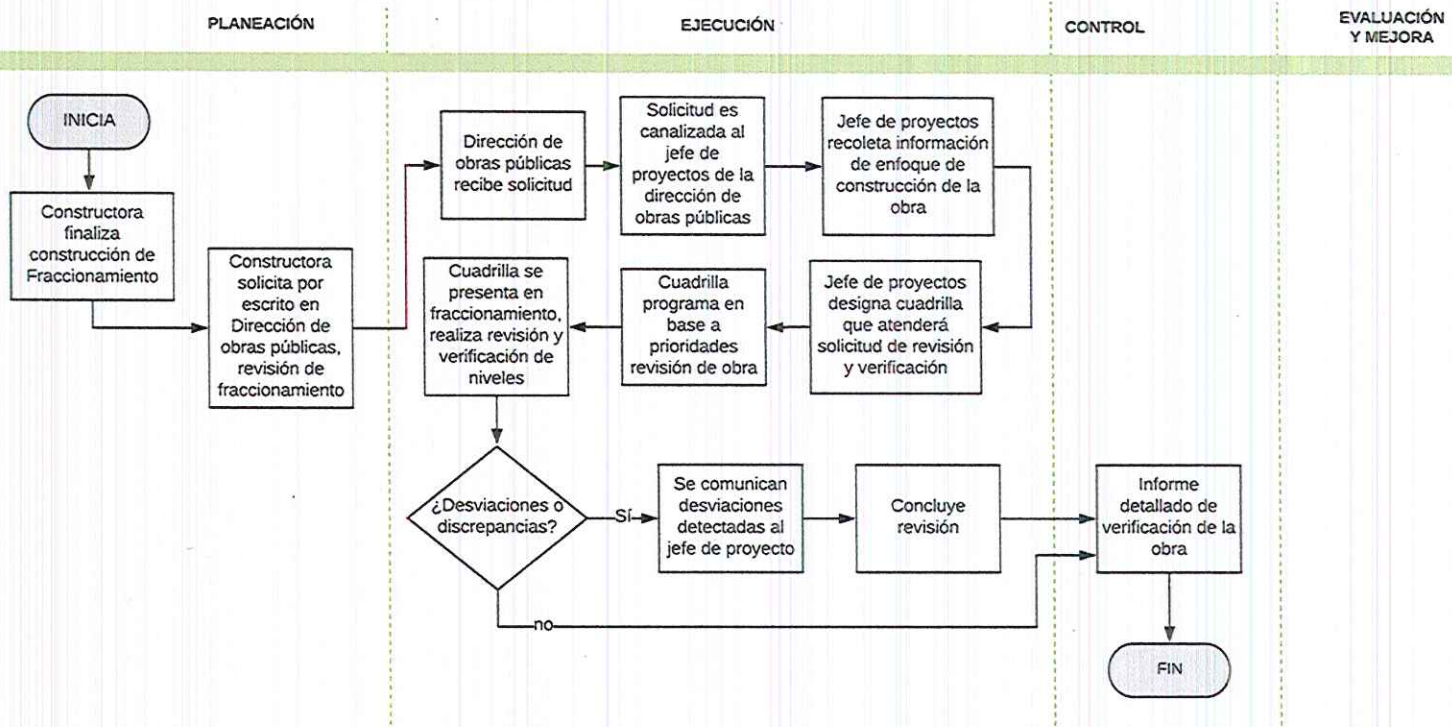 PLANEACIÓN
EJECUCIÓN
CONTROL
EVALUACIÓN
Y MEJORA
INICIA
Constructora
finaliza
construcción de
Fraccionamiento
Constructora
solicita por
escrito en
Dirección de
obras públicas,
revisión de
fraccionamiento
Dirección de
obras públicas
recibe solicitud
Solicitud es
canalizada al
jefe de
proyectos de la
dirección de
obras públicas
Jefe de proyectos
recoleta información
de enfoque de
construcción de la
obra
Jefe de proyectos
designa cuadrilla
que atenderá
solicitud de revisión
y verificación
Cuadrilla
programa en
base a
prioridades
revisión de obra
Cuadrilla se
presenta en
fraccionamiento,
realiza revisión y
verificación de
niveles
¿Desviaciones o
discrepancias?
Sí
Se comunican
desviaciones
detectadas al
jefe de proyecto
Concluye
revisión
no
Informe
detallado de
verificación de la
obra
FIN